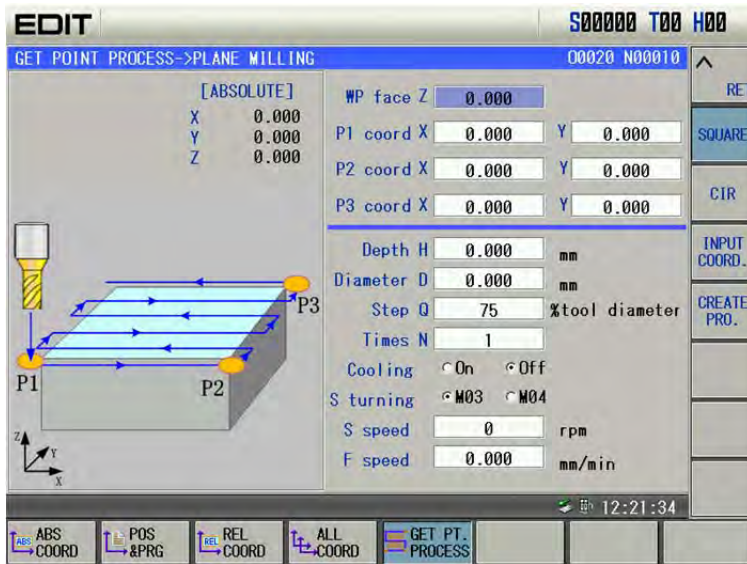 EDIT S00000 T00 H00
GET POINT PROCESS->PLANE MILLING O0020 N00010
[ABSOLUTE]
X 0.000
Y 0.000
Z 0.000
P1
P2
P3
Z
Y
X
WP face Z 0.000
P1 coord X 0.000 Y 0.000
P2 coord X 0.000 Y 0.000
P3 coord X 0.000 Y 0.000
Depth H 0.000 mm
Diameter D 0.000 mm
Step Q 75 %tool diameter
Times N 1
Cooling On Off
S turning M03 M04
S speed 0 rpm
F speed 0.000 mm/min
12:21:34
RE
SQUARE
CIR
INPUT
COORD.
CREATE
PRO.
ABS ABS
COORD
POS
&PRG
REL REL
COORD
ALL
COORD
GET PT.
PROCESS